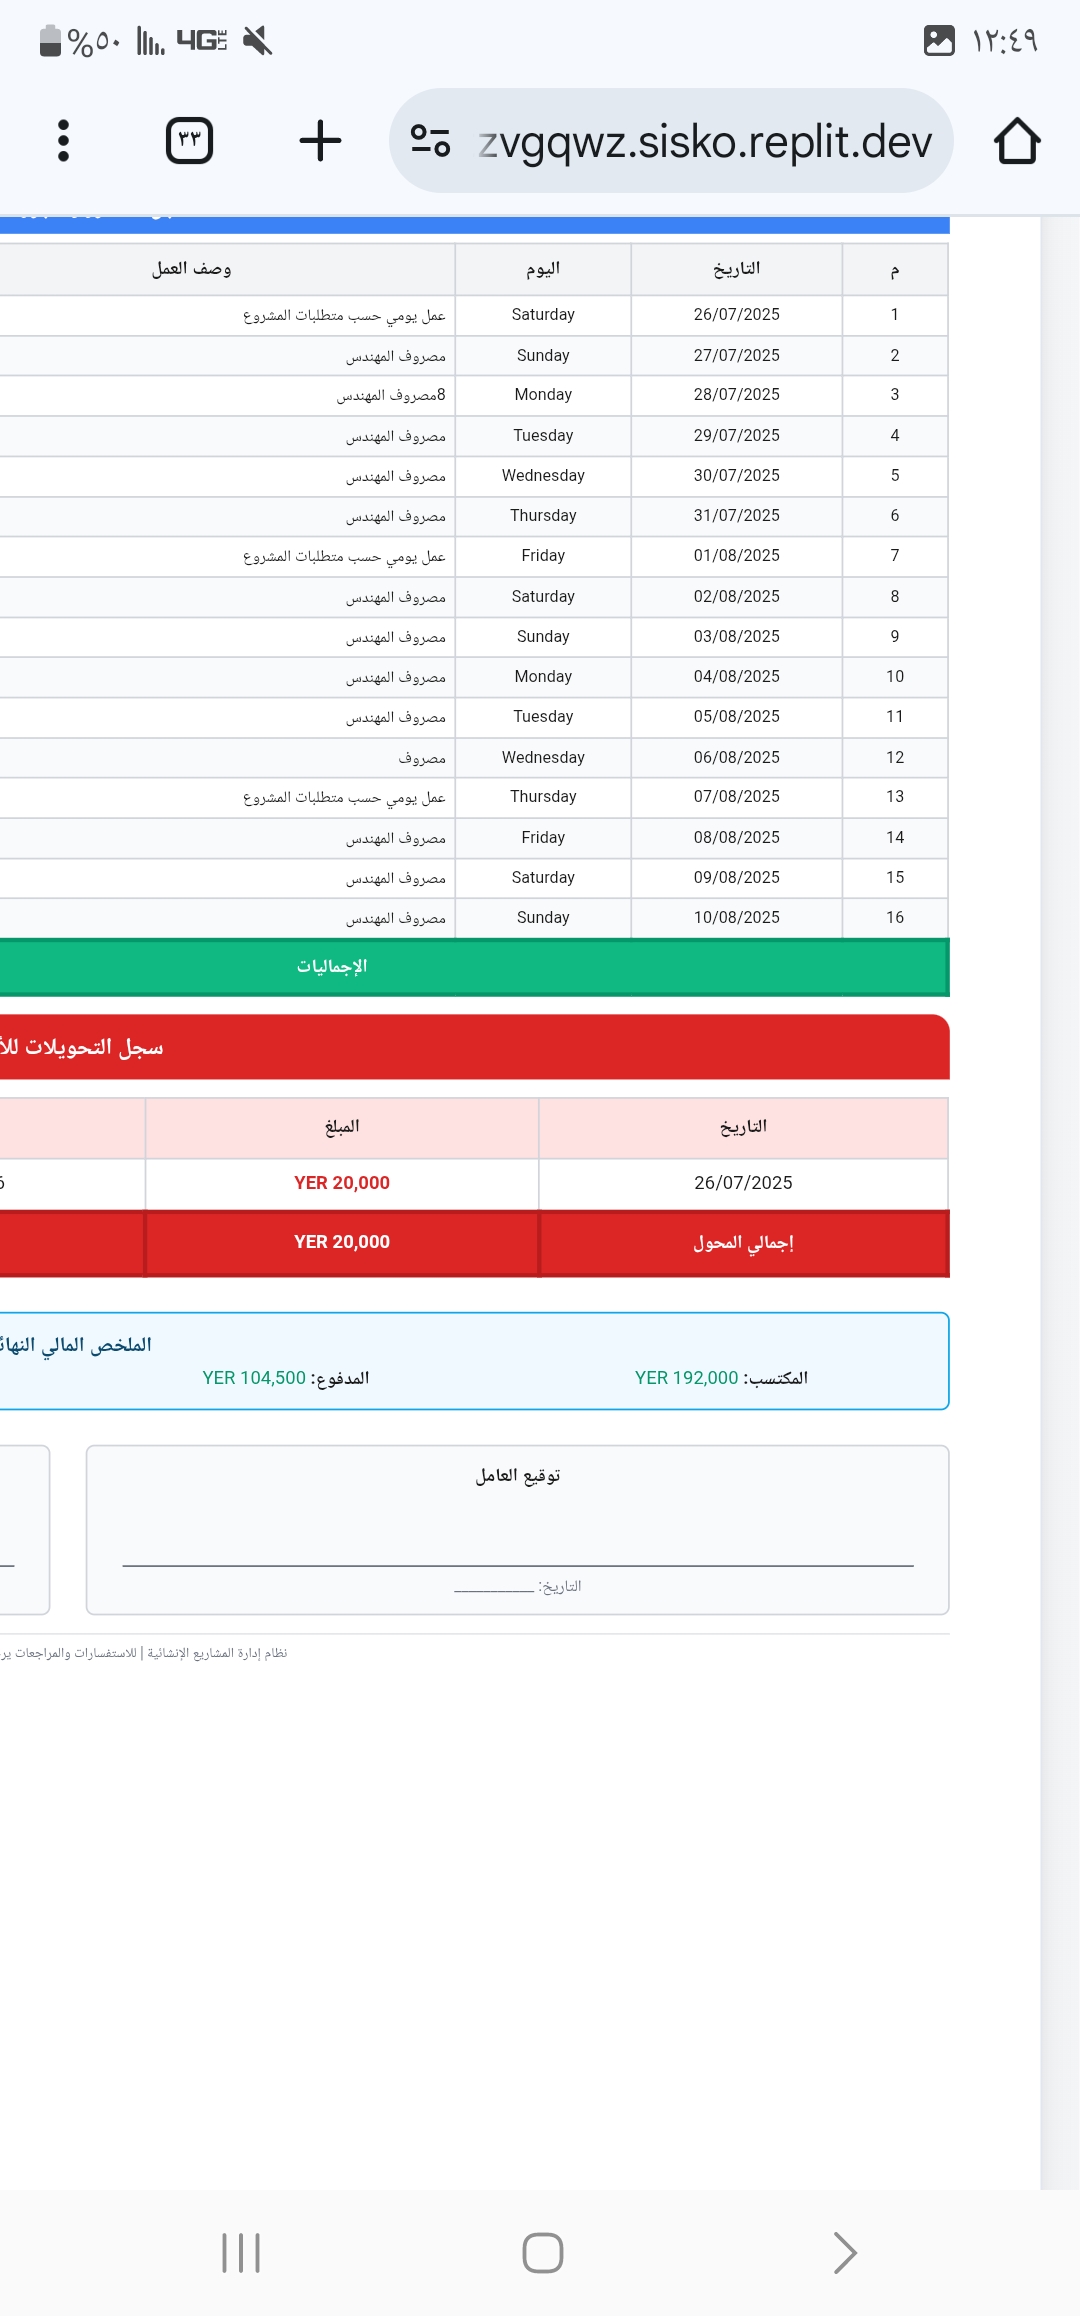 %٥٠ 4G LTE ١٢:٤٩
٣٣ zvgqwz.sisko.replit.dev
م التاريخ اليوم وصف العمل
1 26/07/2025 Saturday عمل يومي حسب متطلبات المشروع
2 27/07/2025 Sunday مصروف المهندس
3 28/07/2025 Monday 8مصروف المهندس
4 29/07/2025 Tuesday مصروف المهندس
5 30/07/2025 Wednesday مصروف المهندس
6 31/07/2025 Thursday مصروف المهندس
7 01/08/2025 Friday عمل يومي حسب متطلبات المشروع
8 02/08/2025 Saturday مصروف المهندس
9 03/08/2025 Sunday مصروف المهندس
10 04/08/2025 Monday مصروف المهندس
11 05/08/2025 Tuesday مصروف المهندس
12 06/08/2025 Wednesday مصروف
13 07/08/2025 Thursday عمل يومي حسب متطلبات المشروع
14 08/08/2025 Friday مصروف المهندس
15 09/08/2025 Saturday مصروف المهندس
16 10/08/2025 Sunday مصروف المهندس
الإجماليات
سجل التحويلات
التاريخ المبلغ
26/07/2025 YER 20,000
إجمالي المحول YER 20,000
الملخص المالي
المكتسب: YER 192,000 المدفوع: YER 104,500
توقيع العامل
التاريخ: ___________
نظام إدارة المشاريع الإنشائية | للاستفسارات والمراجعات